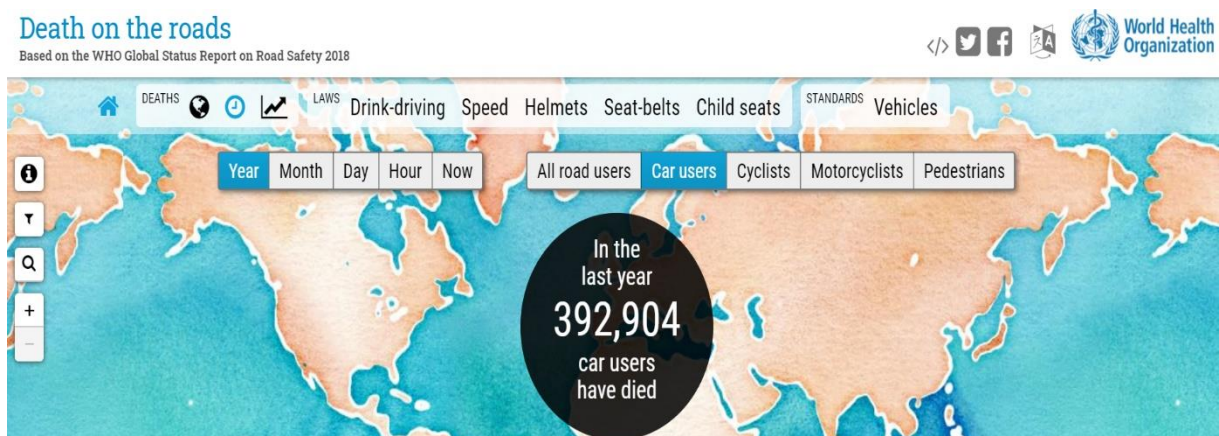 Death on the roads
Based on the WHO Global Status Report on Road Safety 2018
World Health
Organization
DEATHS LAWS Drink-driving Speed Helmets Seat-belts Child seats STANDARDS Vehicles
Year Month Day Hour Now All road users Car users Cyclists Motorcyclists Pedestrians
In the
last year
392,904
car users
have died